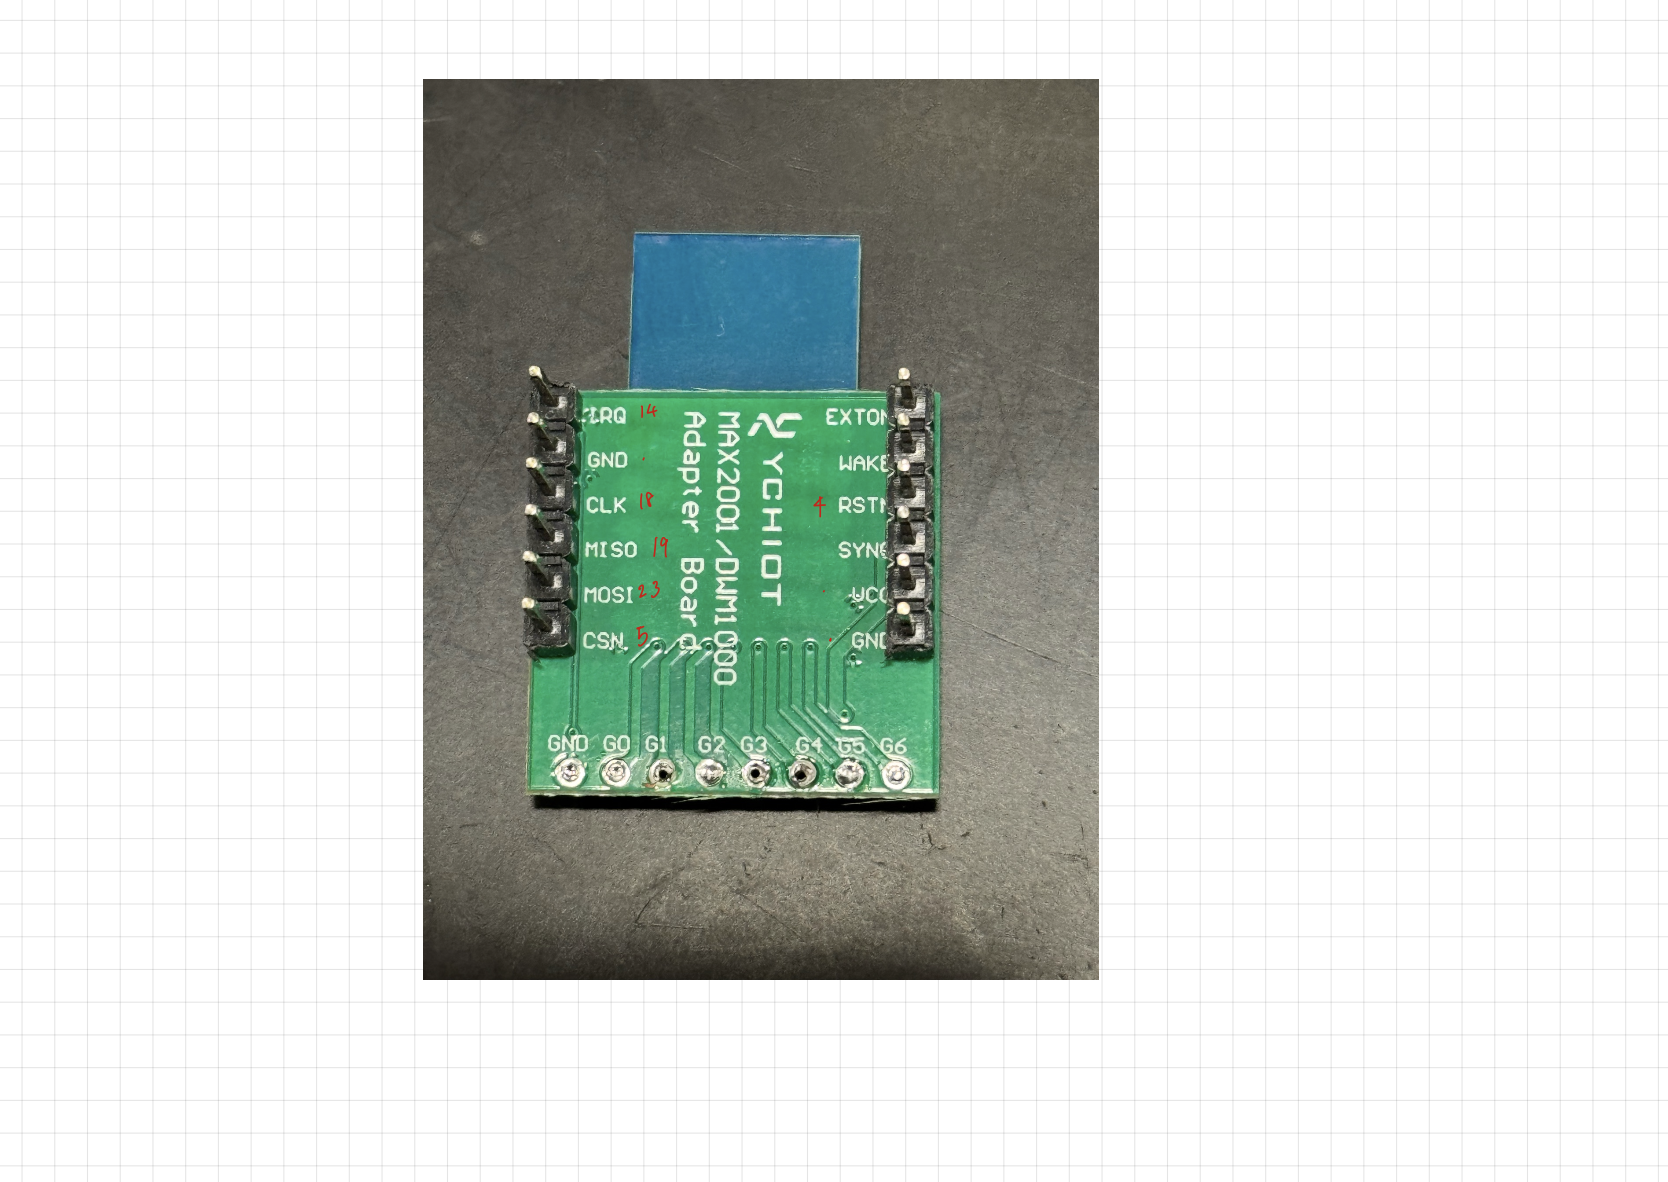 IRQ 14
GND
CLK 18
MISO 19
MOSI 23
CSN 5
Adapter Board
MAX2001/DWM1000
YCHIOT
EXTON
WAKE
4 RSTN
SYNC
VCC
GND
GND G0 G1 G2 G3 G4 G5 G6